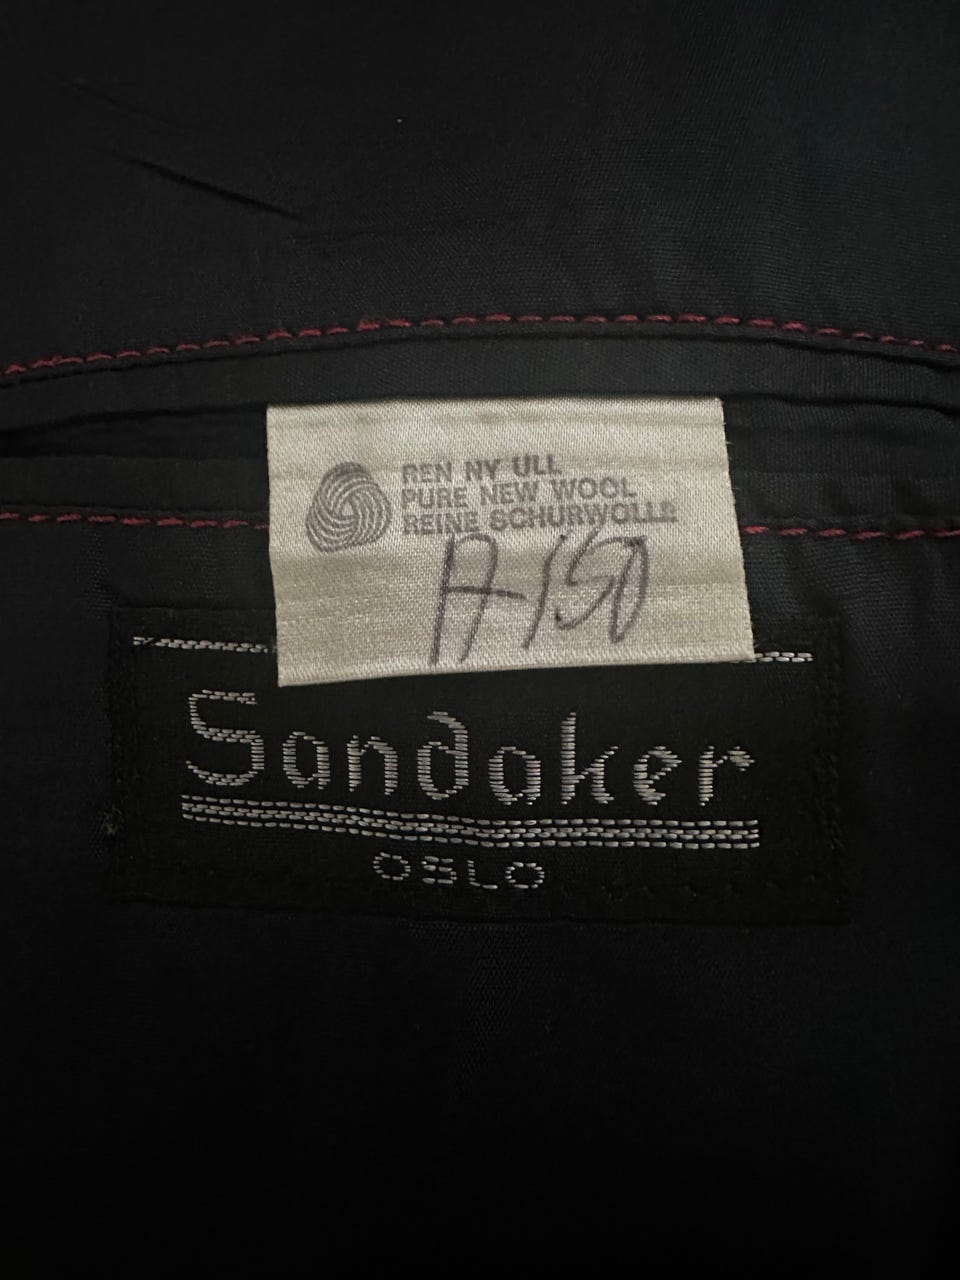 REN NY ULL
PURE NEW WOOL
REINE SCHURWOLLE
A-150
Sandaker
OSLO